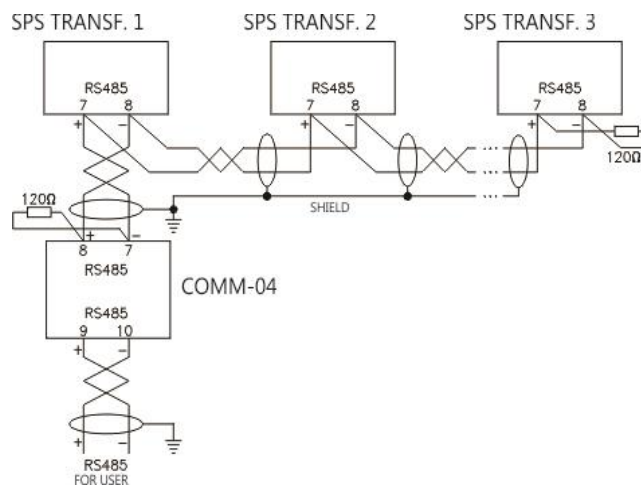 SPS TRANSF. 1
SPS TRANSF. 2
SPS TRANSF. 3
RS485
RS485
RS485
7 8
7 8
7 8
+ −
+ −
+ −
...
...
120Ω
...
SHIELD
120Ω
+ −
8 7
RS485
COMM-04
RS485
9 10
+ −
+ −
RS485
FOR USER